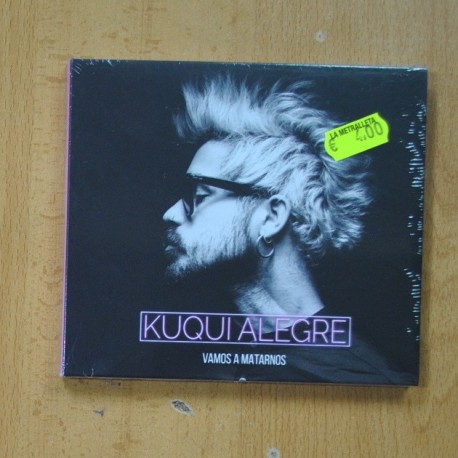 LA METRALLETA
€ 4,00
KUQUI ALEGRE
VAMOS A MATARNOS